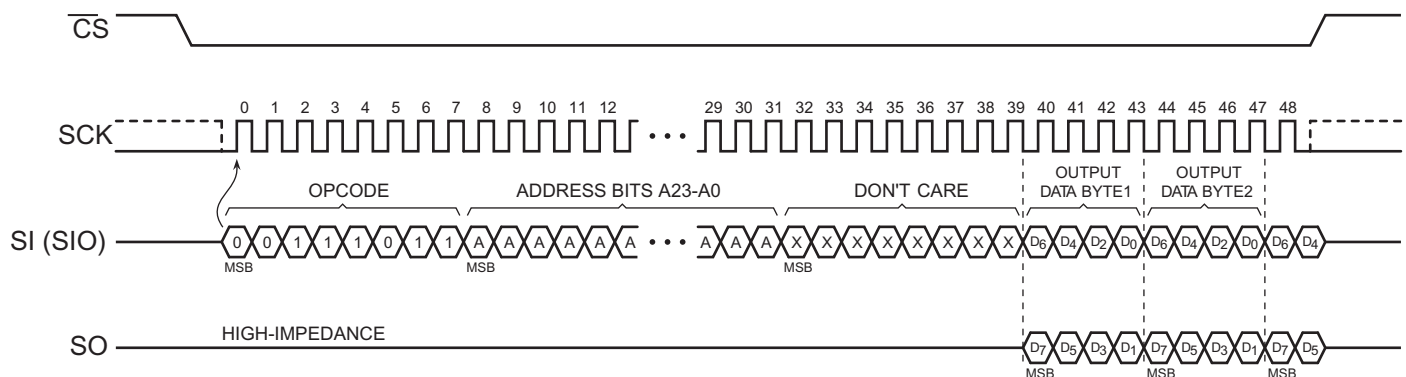 CS
0 1 2 3 4 5 6 7 8 9 10 11 12 29 30 31 32 33 34 35 36 37 38 39 40 41 42 43 44 45 46 47 48
SCK
OPCODE ADDRESS BITS A23-A0 DON'T CARE OUTPUT DATA BYTE1 OUTPUT DATA BYTE2
SI (SIO) 0 0 1 1 1 0 1 1 A A A A A A A A A X X X X X X X X D6 D4 D2 D0 D6 D4 D2 D0 D6 D4
MSB MSB MSB
HIGH-IMPEDANCE
SO D7 D5 D3 D1 D7 D5 D3 D1 D7 D5
MSB MSB MSB